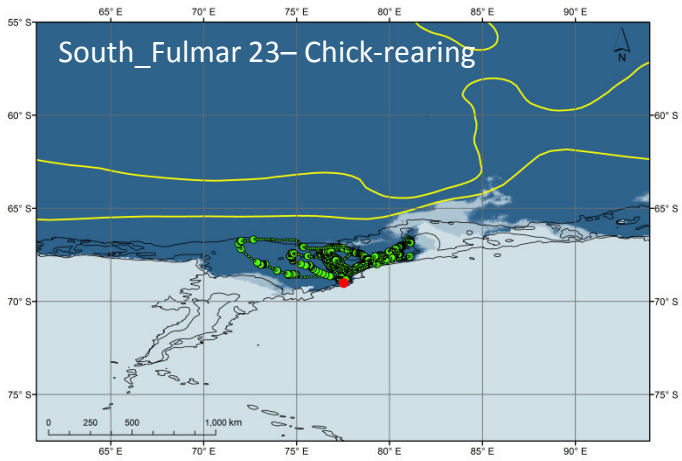 65° E 70° E 75° E 80° E 85° E 90° E
55° S
South_Fulmar 23– Chick-rearing
N
60° S 60° S
65° S 65° S
70° S 70° S
75° S 75° S
0 250 500 1,000 km
65° E 70° E 75° E 80° E 85° E 90° E